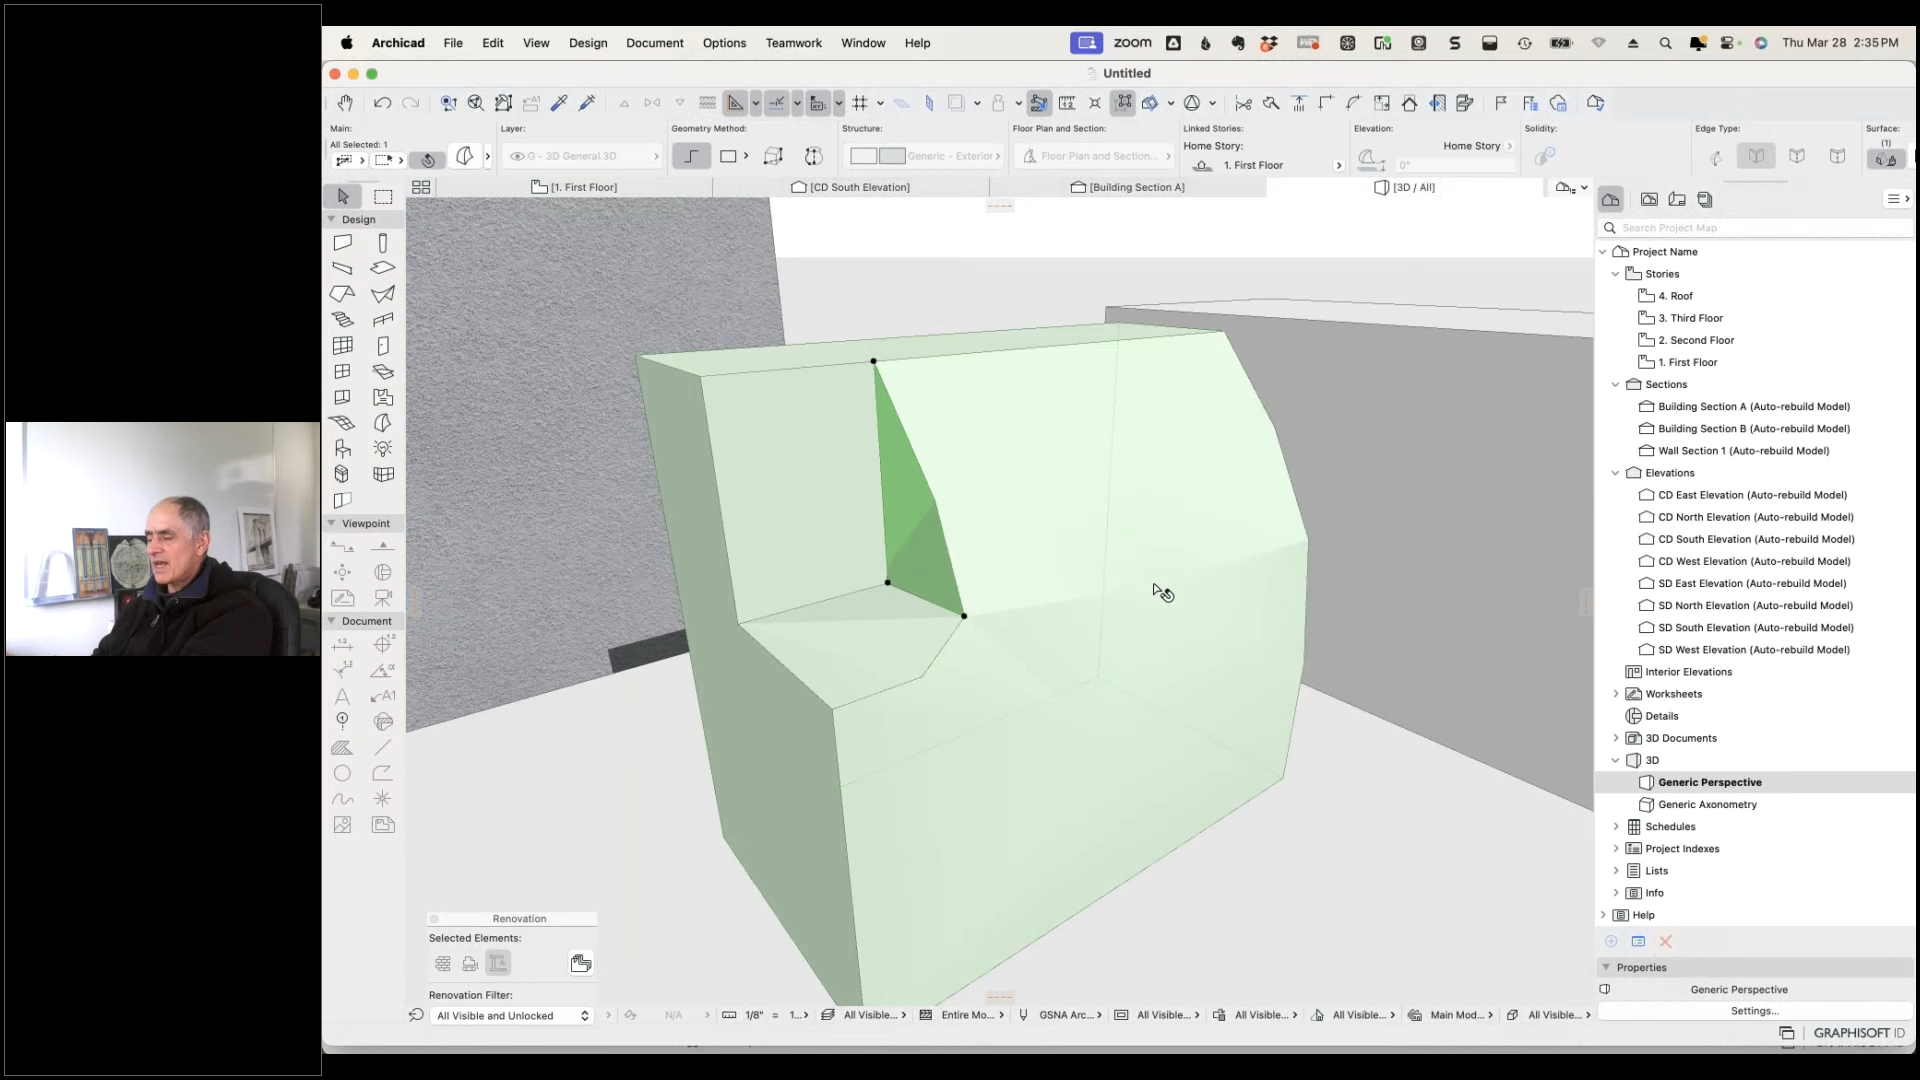 Archicad File Edit View Design Document Options Teamwork Window Help
zoom
Thu Mar 28 2:35 PM
Untitled
Main:
All Selected: 1
Layer:
G - 3D General.3D
Geometry Method:
Structure:
Generic - Exterior
Floor Plan and Section:
Floor Plan and Section...
Linked Stories:
Home Story:
1. First Floor
Elevation:
Home Story
0"
Solidity:
Edge Type:
Surface:
(1)
[1. First Floor]
[CD South Elevation]
[Building Section A]
[3D / All]
Design
Viewpoint
Document
Search Project Map
Project Name
Stories
4. Roof
3. Third Floor
2. Second Floor
1. First Floor
Sections
Building Section A (Auto-rebuild Model)
Building Section B (Auto-rebuild Model)
Wall Section 1 (Auto-rebuild Model)
Elevations
CD East Elevation (Auto-rebuild Model)
CD North Elevation (Auto-rebuild Model)
CD South Elevation (Auto-rebuild Model)
CD West Elevation (Auto-rebuild Model)
SD East Elevation (Auto-rebuild Model)
SD North Elevation (Auto-rebuild Model)
SD South Elevation (Auto-rebuild Model)
SD West Elevation (Auto-rebuild Model)
Interior Elevations
Worksheets
Details
3D Documents
3D
Generic Perspective
Generic Axonometry
Schedules
Project Indexes
Lists
Info
Help
Properties
Generic Perspective
Settings...
GRAPHISOFT ID
Renovation
Selected Elements:
Renovation Filter:
All Visible and Unlocked
N/A
1/8" = 1...
All Visible...
Entire Mo...
GSNA Arc...
All Visible...
All Visible...
All Visible...
Main Mod...
All Visible...